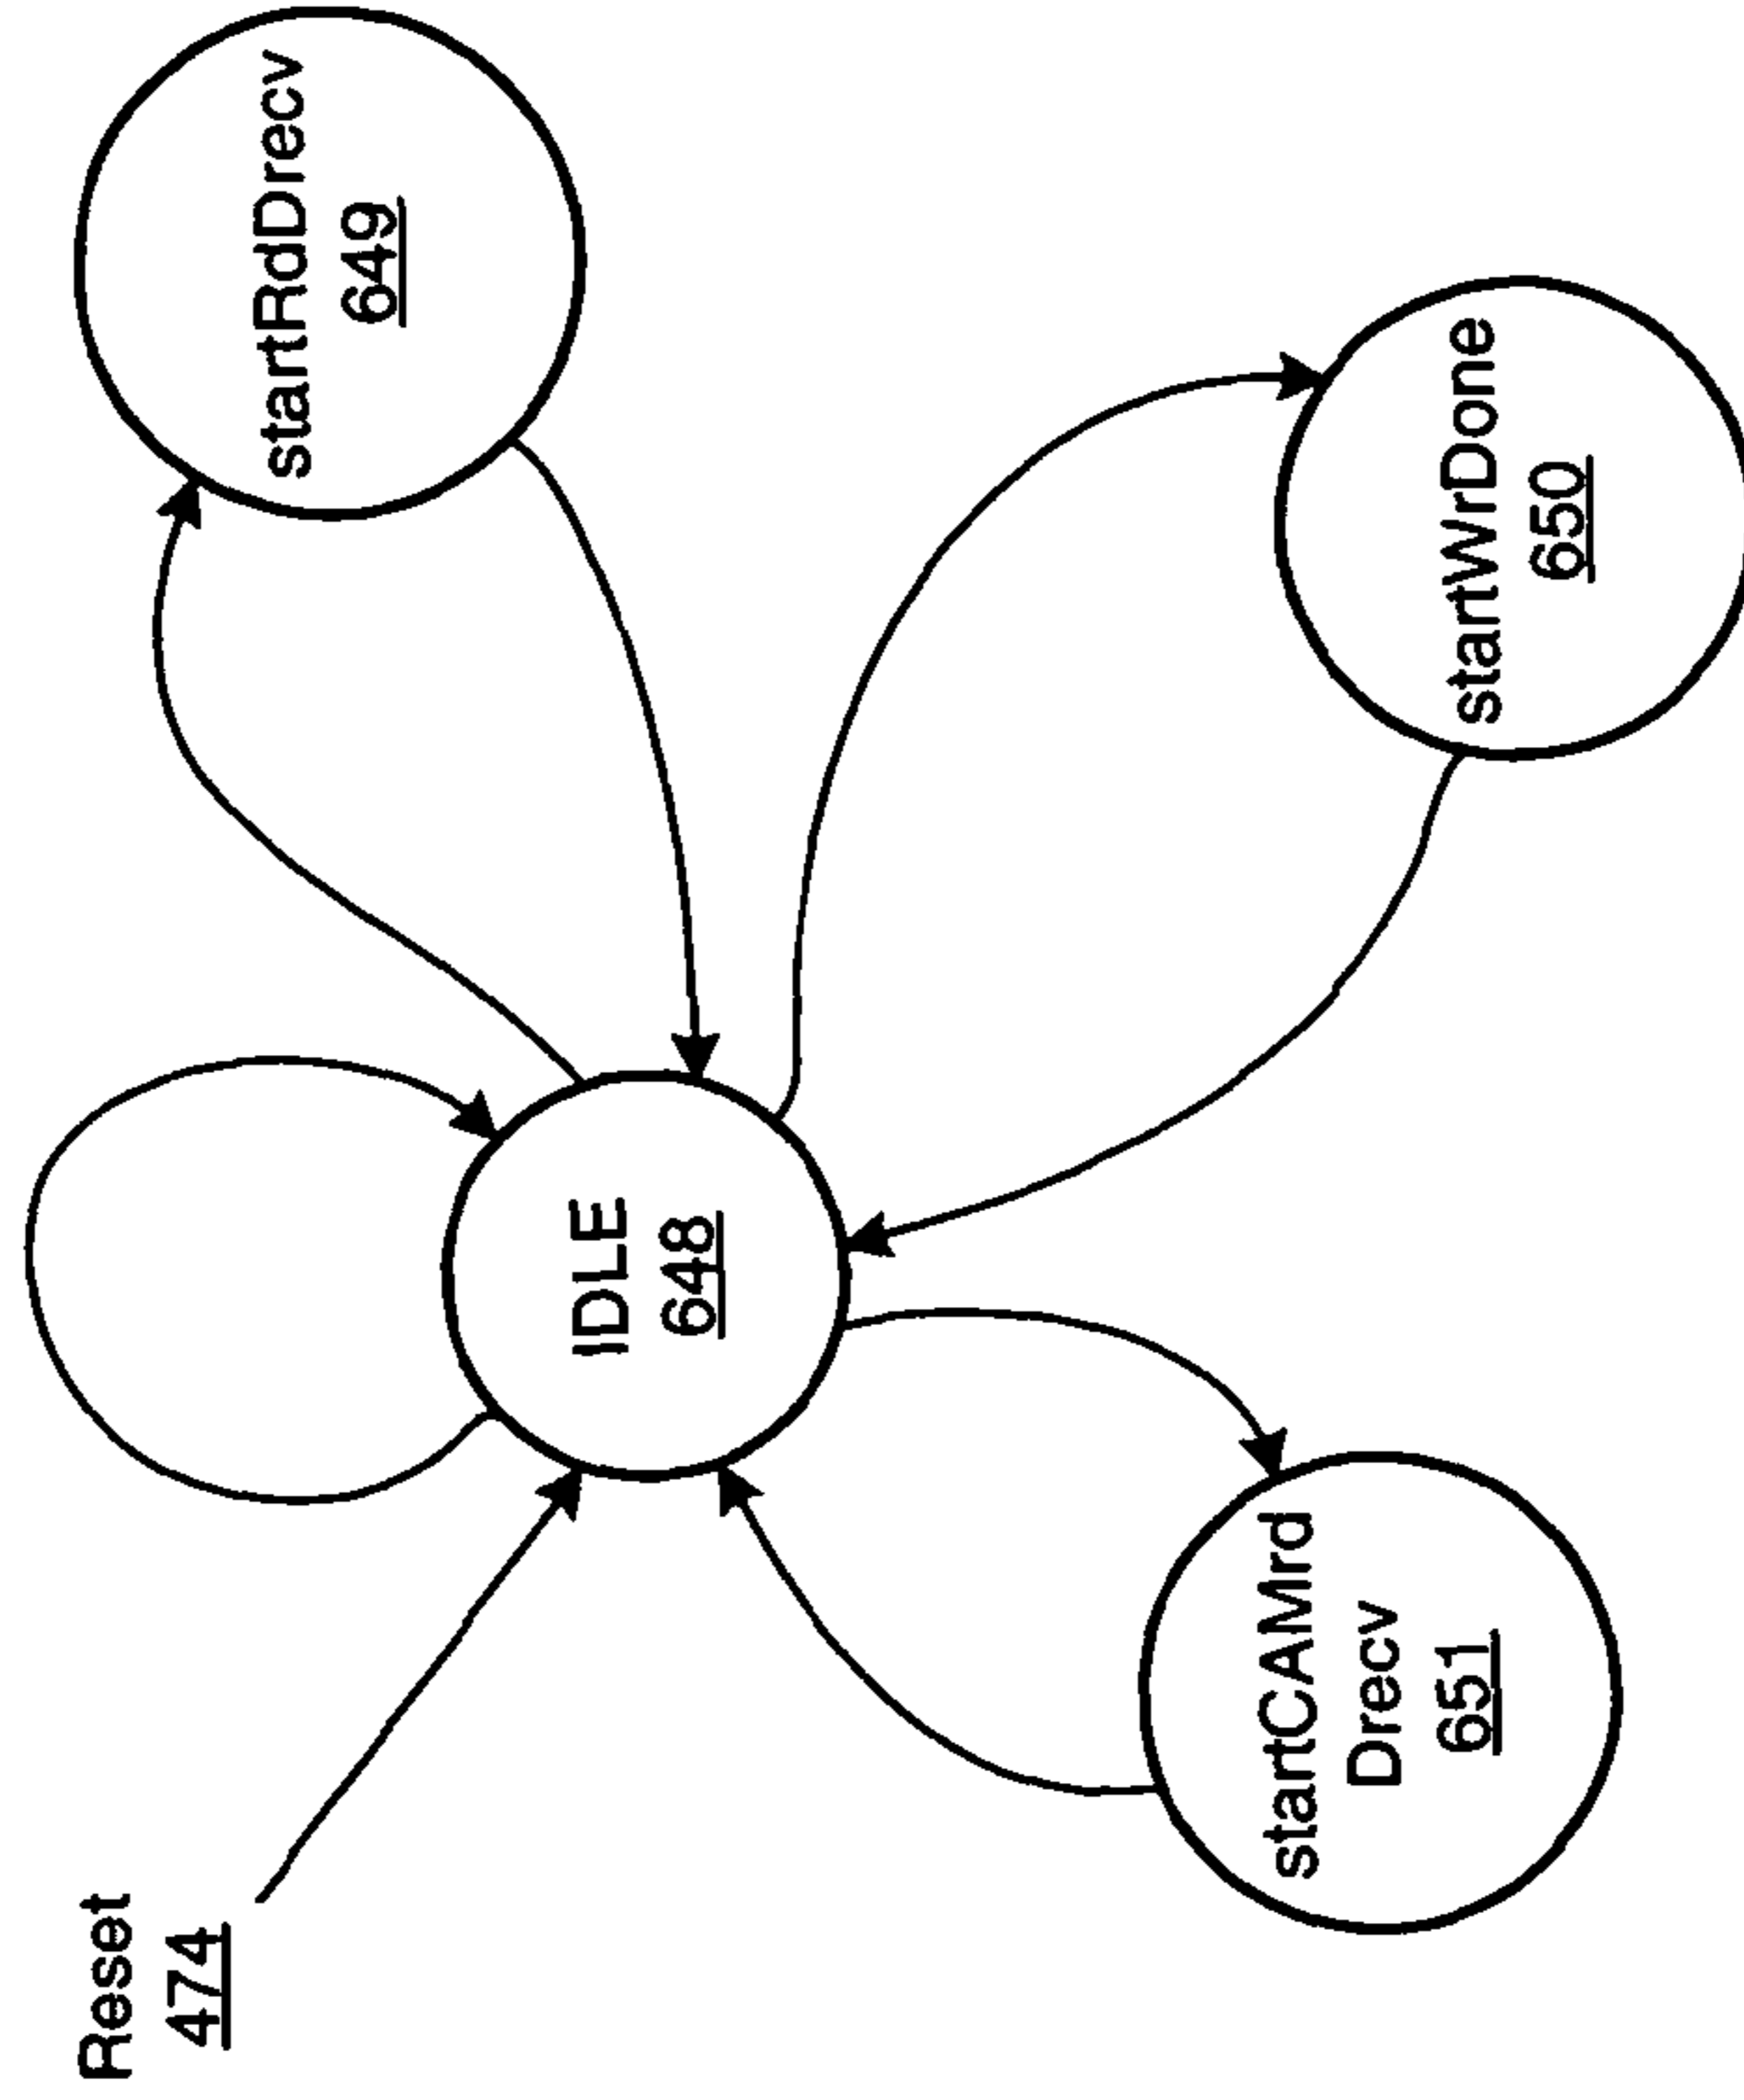 Reset
474
IDLE
648
startRdDrecv
649
startCAMrd
Drecv
651
startWrDone
650